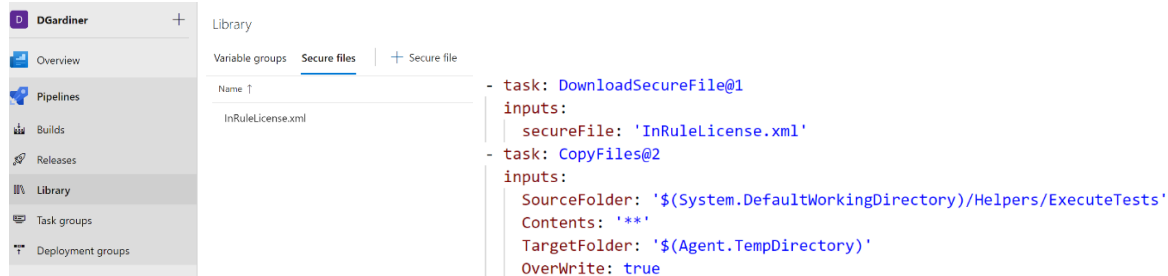 D DGardiner +
Overview
Pipelines
Builds
Releases
Library
Task groups
Deployment groups
Library
Variable groups Secure files + Secure file
Name ↑
InRuleLicense.xml
- task: DownloadSecureFile@1
inputs:
secureFile: 'InRuleLicense.xml'
- task: CopyFiles@2
inputs:
SourceFolder: '$(System.DefaultWorkingDirectory)/Helpers/ExecuteTests'
Contents: '**'
TargetFolder: '$(Agent.TempDirectory)'
OverWrite: true